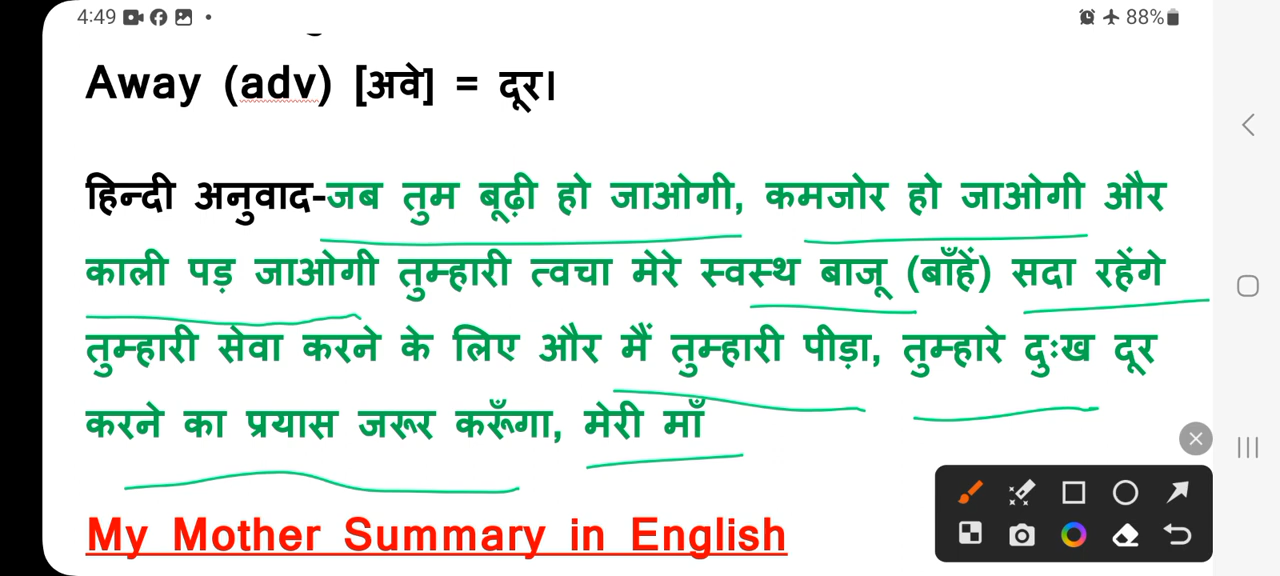 4:49 88%
Away (adv) [अवे] = दूर।
हिन्दी अनुवाद-जब तुम बूढ़ी हो जाओगी, कमजोर हो जाओगी और
काली पड़ जाओगी तुम्हारी त्वचा मेरे स्वस्थ बाजू (बाँहें) सदा रहेंगे
तुम्हारी सेवा करने के लिए और मैं तुम्हारी पीड़ा, तुम्हारे दुःख दूर
करने का प्रयास जरूर करूँगा, मेरी माँ
My Mother Summary in English